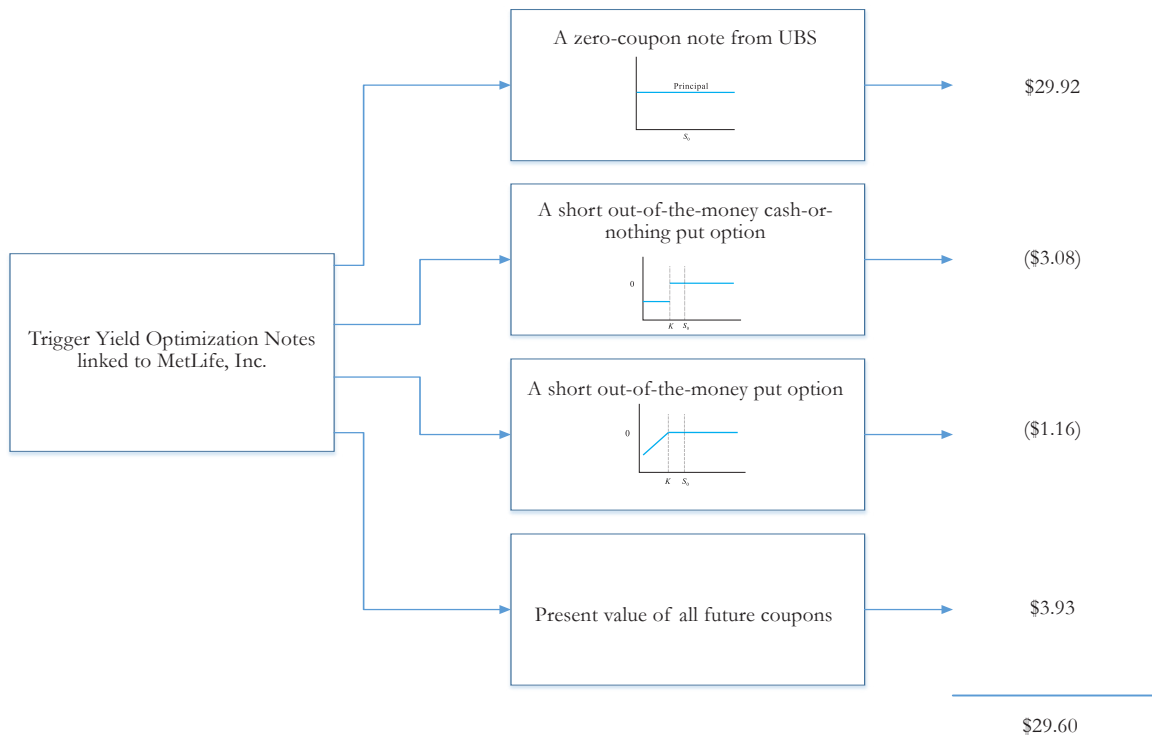 A zero-coupon note from UBS
Principal
S₀
$29.92
A short out-of-the-money cash-or-
nothing put option
0
K S₀
($3.08)
Trigger Yield Optimization Notes
linked to MetLife, Inc.
A short out-of-the-money put option
0
K S₀
($1.16)
Present value of all future coupons
$3.93
$29.60